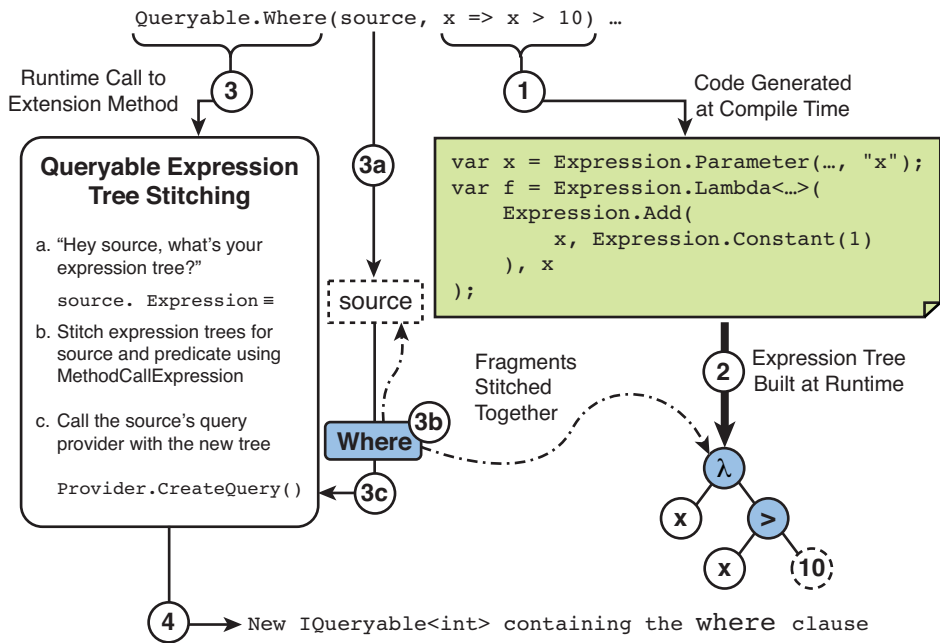 Queryable.Where(source, x => x > 10) …
Runtime Call to
Extension Method
3
1
Code Generated
at Compile Time
Queryable Expression
Tree Stitching
a. “Hey source, what’s your
expression tree?”
source. Expression ≡
b. Stitch expression trees for
source and predicate using
MethodCallExpression
c. Call the source’s query
provider with the new tree
Provider.CreateQuery()
3a
source
var x = Expression.Parameter(…, "x");
var f = Expression.Lambda<…>(
Expression.Add(
x, Expression.Constant(1)
), x
);
Fragments
Stitched
Together
2
Expression Tree
Built at Runtime
3b
Where
3c
λ
x
>
x
10
4
New IQueryable<int> containing the where clause